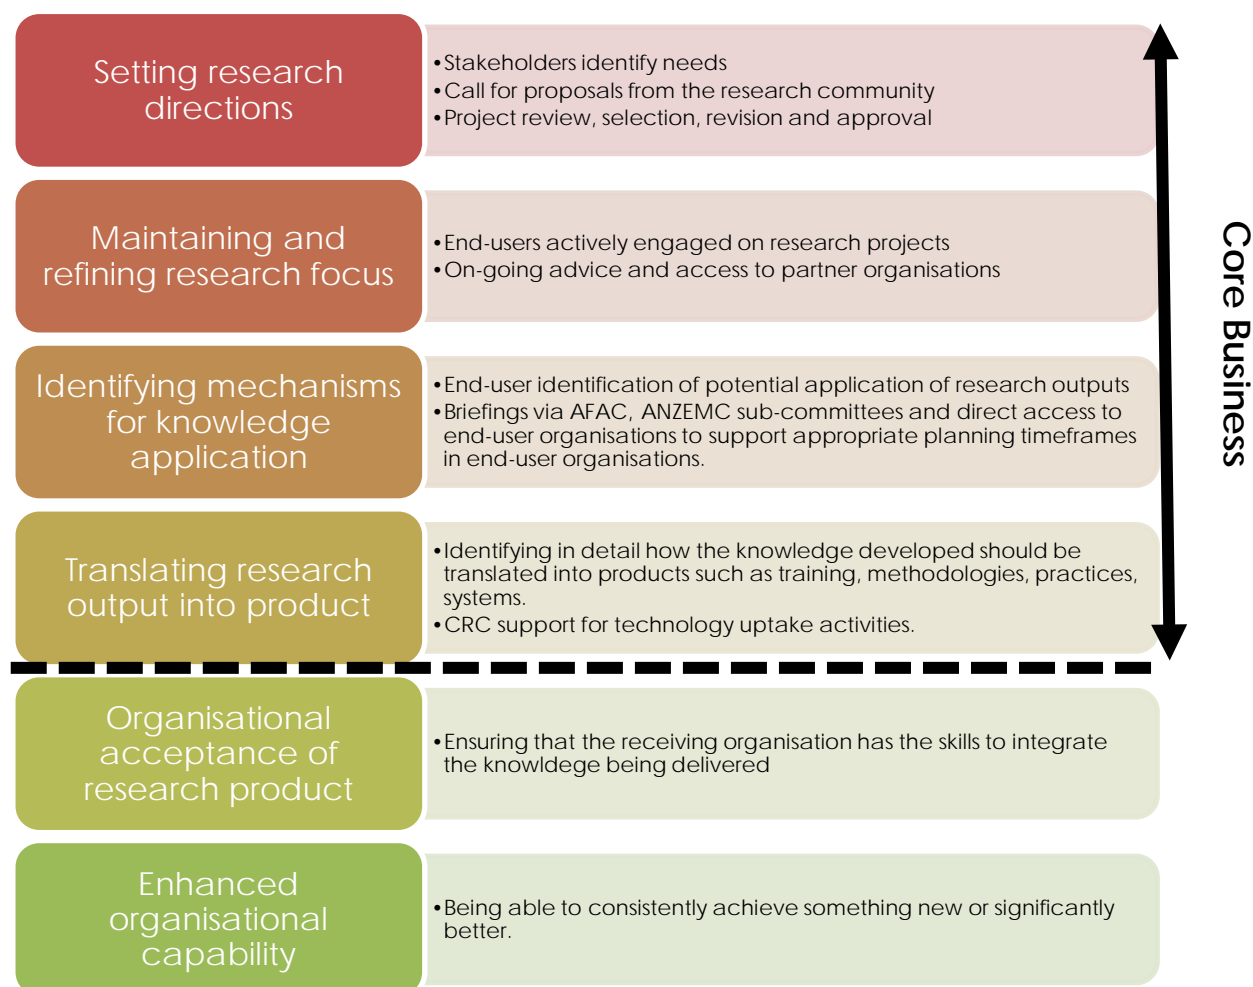 Setting research
directions
•Stakeholders identify needs
•Call for proposals from the research community
•Project review, selection, revision and approval
Maintaining and
refining research focus
•End-users actively engaged on research projects
•On-going advice and access to partner organisations
Identifying mechanisms
for knowledge
application
•End-user identification of potential application of research outputs
•Briefings via AFAC, ANZEMC sub-committees and direct access to
end-user organisations to support appropriate planning timeframes
in end-user organisations.
Translating research
output into product
•Identifying in detail how the knowledge developed should be
translated into products such as training, methodologies, practices,
systems.
•CRC support for technology uptake activities.
Organisational
acceptance of
research product
•Ensuring that the receiving organisation has the skills to integrate
the knowldege being delivered
Enhanced
organisational
capability
•Being able to consistently achieve something new or significantly
better.
Core Business